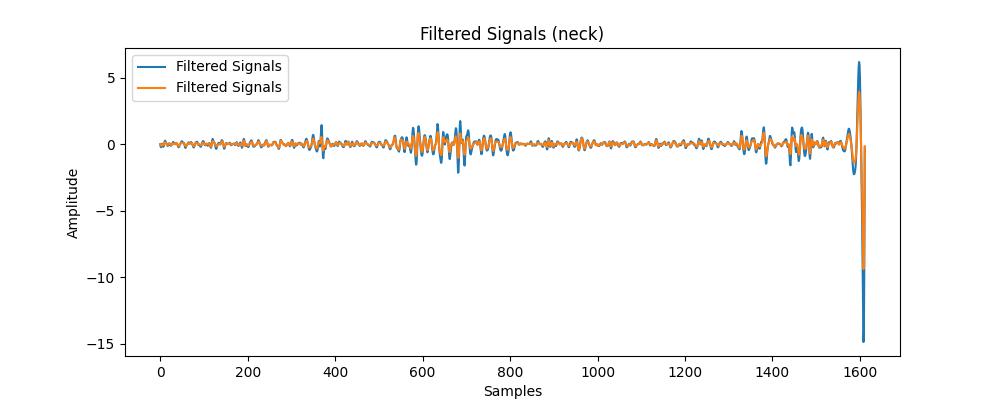 Filtered Signals (neck)
Filtered Signals
Filtered Signals
5
0
−5
−10
−15
Amplitude
0 200 400 600 800 1000 1200 1400 1600
Samples